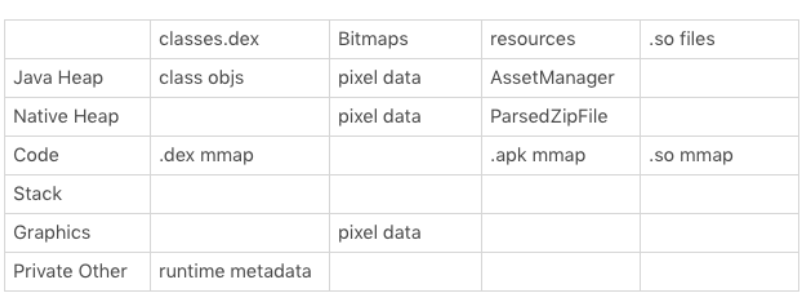 classes.dex Bitmaps resources .so files
Java Heap class objs pixel data AssetManager
Native Heap pixel data ParsedZipFile
Code .dex mmap .apk mmap .so mmap
Stack
Graphics pixel data
Private Other runtime metadata